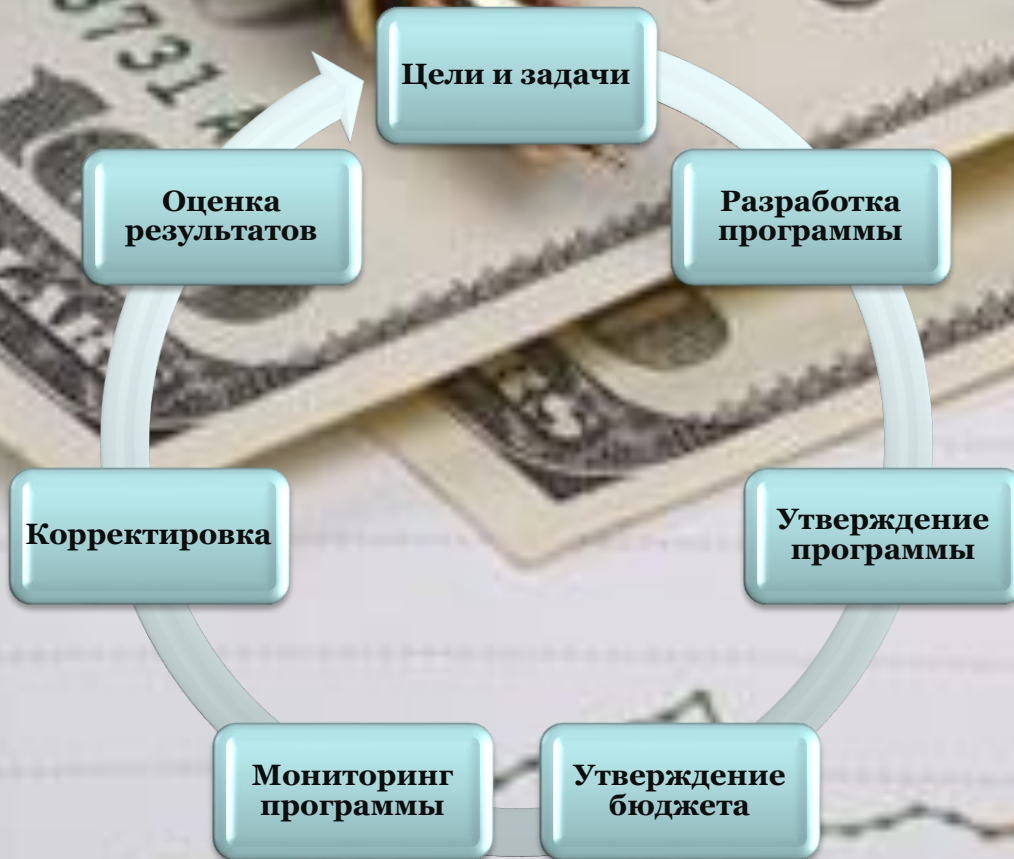 Цели и задачи
Разработка
программы
Утверждение
программы
Утверждение
бюджета
Мониторинг
программы
Корректировка
Оценка
результатов